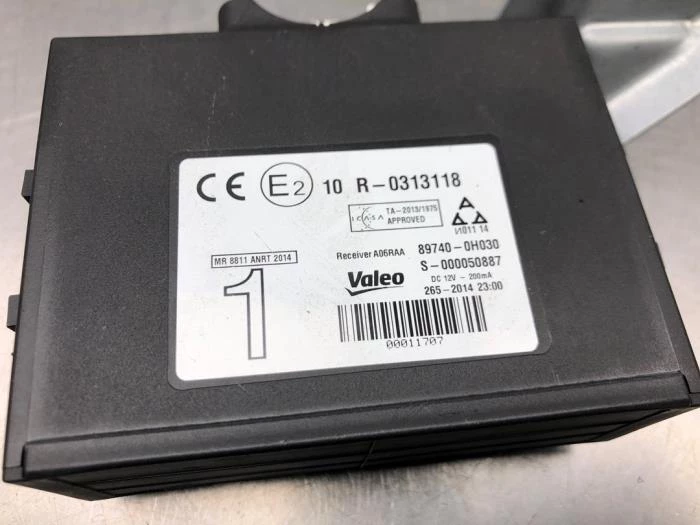 CE E2 10 R-0313118
ICASA TA-2013/1975
APPROVED
И011 14
MR 8811 ANRT 2014
Receiver A06RAA 89740-0H030
1
Valeo S-000050887
DC 12V - 200mA
265-2014 23:00
00011707